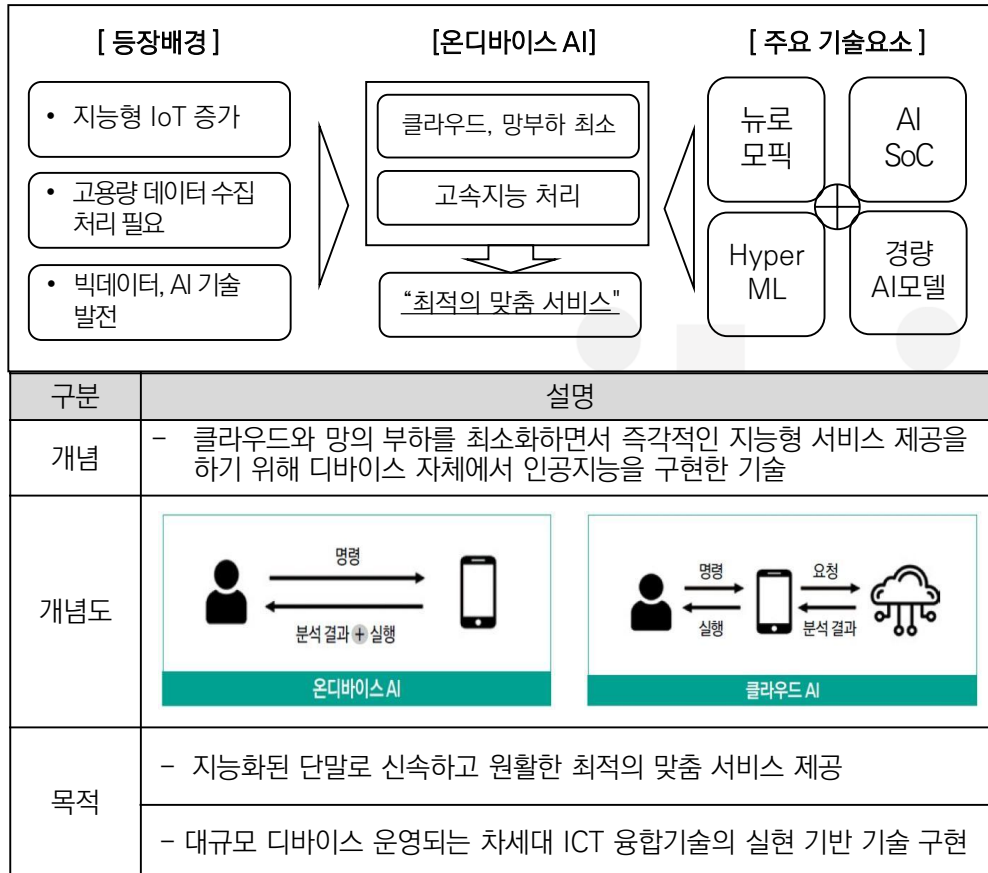 [ 등장배경 ]
• 지능형 IoT 증가
• 고용량 데이터 수집
처리 필요
• 빅데이터, AI 기술
발전
[온디바이스 AI]
클라우드, 망부하 최소
고속지능 처리
“최적의 맞춤 서비스"
[ 주요 기술요소 ]
뉴로
모픽
AI
SoC
Hyper
ML
경량
AI모델
구분
설명
개념
- 클라우드와 망의 부하를 최소화하면서 즉각적인 지능형 서비스 제공을
하기 위해 디바이스 자체에서 인공지능을 구현한 기술
개념도
명령
분석 결과 + 실행
온디바이스 AI
명령
실행
요청
분석 결과
클라우드 AI
목적
- 지능화된 단말로 신속하고 원활한 최적의 맞춤 서비스 제공
- 대규모 디바이스 운영되는 차세대 ICT 융합기술의 실현 기반 기술 구현